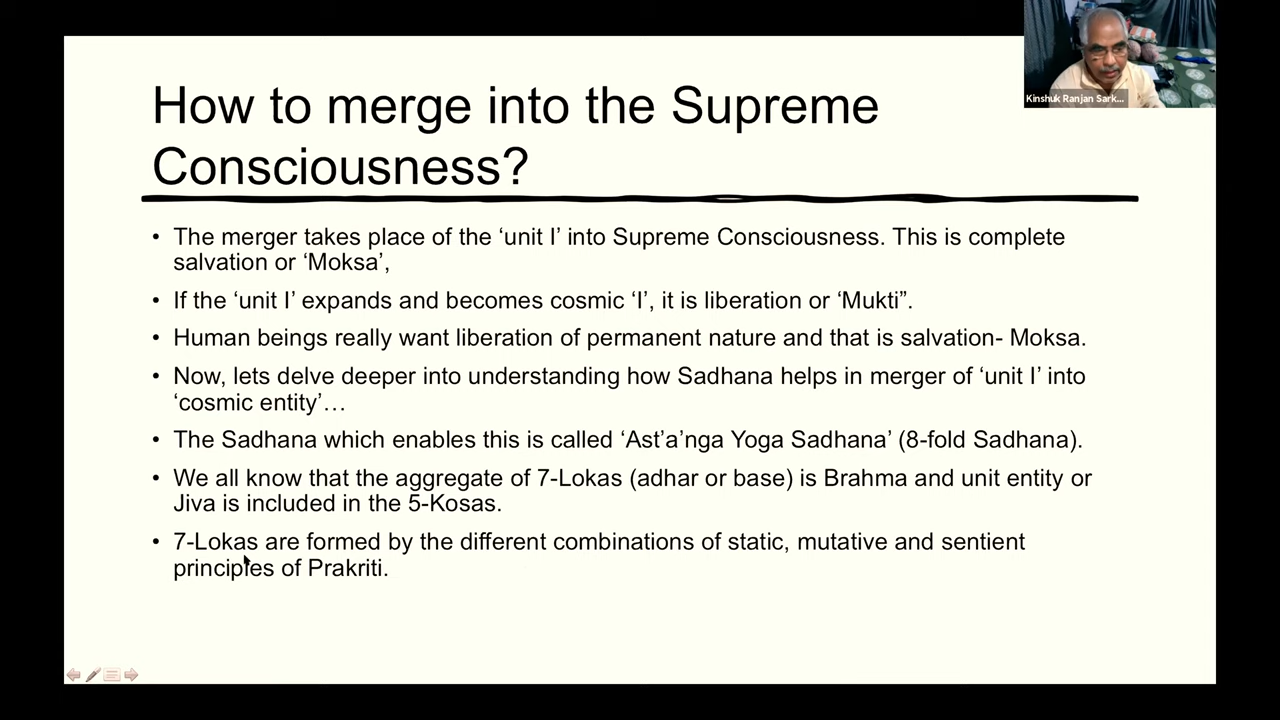 How to merge into the Supreme
Consciousness?
• The merger takes place of the ‘unit I’ into Supreme Consciousness. This is complete
salvation or ‘Moksa’,
• If the ‘unit I’ expands and becomes cosmic ‘I’, it is liberation or ‘Mukti”.
• Human beings really want liberation of permanent nature and that is salvation- Moksa.
• Now, lets delve deeper into understanding how Sadhana helps in merger of ‘unit I’ into
‘cosmic entity’…
• The Sadhana which enables this is called ‘Ast’a’nga Yoga Sadhana’ (8-fold Sadhana).
• We all know that the aggregate of 7-Lokas (adhar or base) is Brahma and unit entity or
Jiva is included in the 5-Kosas.
• 7-Lokas are formed by the different combinations of static, mutative and sentient
principles of Prakriti.
Kinshuk Ranjan Sark...